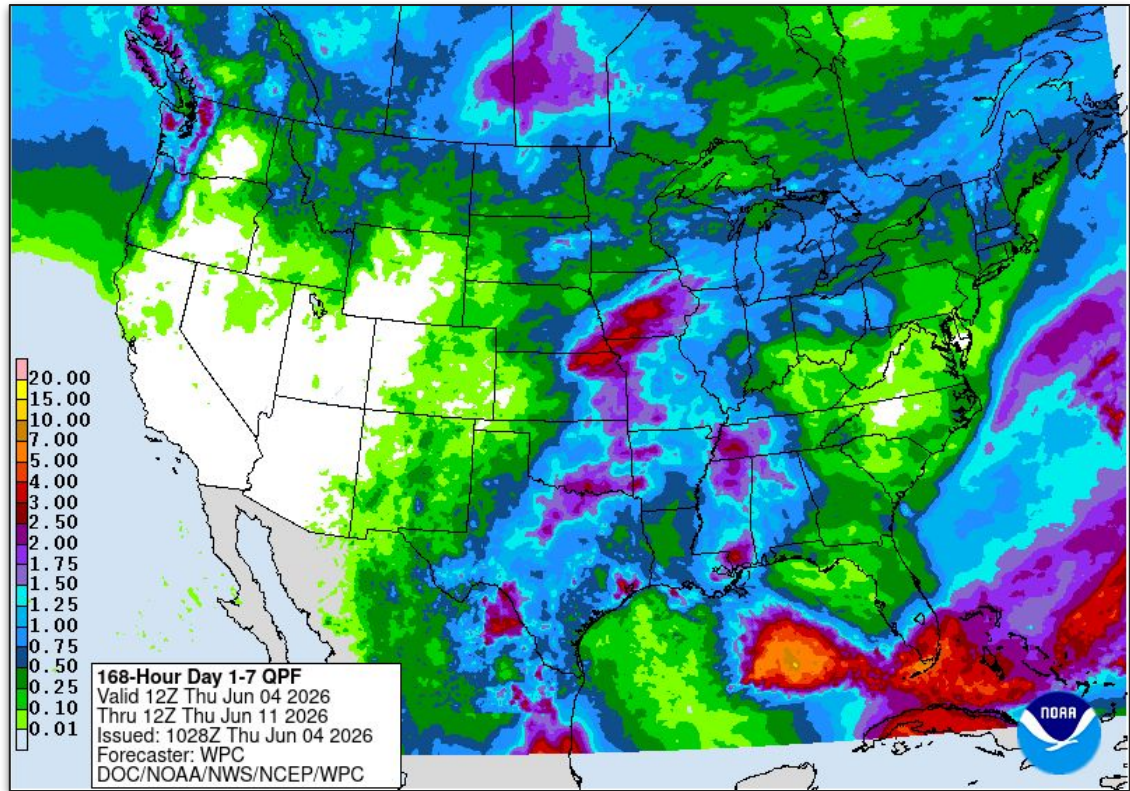 20.00
15.00
10.00
7.00
5.00
4.00
3.00
2.50
2.00
1.75
1.50
1.25
1.00
0.75
0.50
0.25
0.10
0.01
168-Hour Day 1-7 QPF
Valid 12Z Thu Jun 04 2026
Thru 12Z Thu Jun 11 2026
Issued: 1028Z Thu Jun 04 2026
Forecaster: WPC
DOC/NOAA/NWS/NCEP/WPC
NOAA